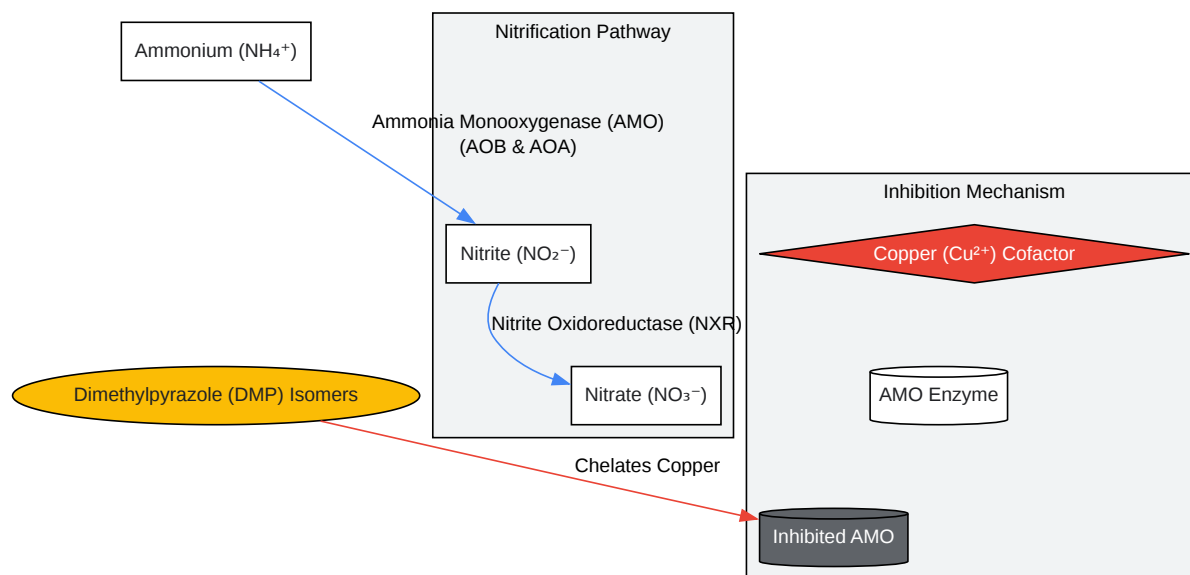 Nitrification Pathway
Ammonium (NH₄⁺)
Ammonia Monooxygenase (AMO)
(AOB & AOA)
Inhibition Mechanism
Nitrite (NO₂⁻)
Copper (Cu²⁺) Cofactor
Nitrite Oxidoreductase (NXR)
Dimethylpyrazole (DMP) Isomers
Nitrate (NO₃⁻)
AMO Enzyme
Chelates Copper
Inhibited AMO